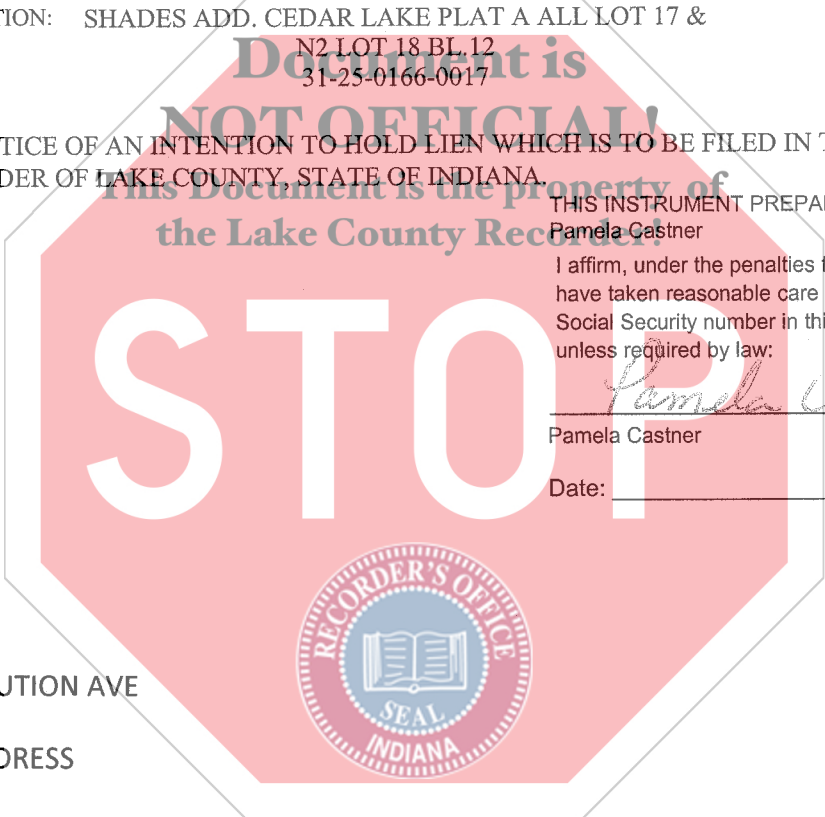 TION: SHADES ADD. CEDAR LAKE PLAT A ALL LOT 17 &
N2 LOT 18 BL.12
31-25-0166-0017
Document is
NOT OFFICIAL!
This Document is the property of
the Lake County Recorder!
TICE OF AN INTENTION TO HOLD LIEN WHICH IS TO BE FILED IN T
DER OF LAKE COUNTY, STATE OF INDIANA.
THIS INSTRUMENT PREPA
Pamela Castner
I affirm, under the penalties f
have taken reasonable care
Social Security number in thi
unless required by law:
Pamela C
Pamela Castner
Date:
STOP
RECORDER'S OFFICE
SEAL
INDIANA
UTION AVE
DRESS